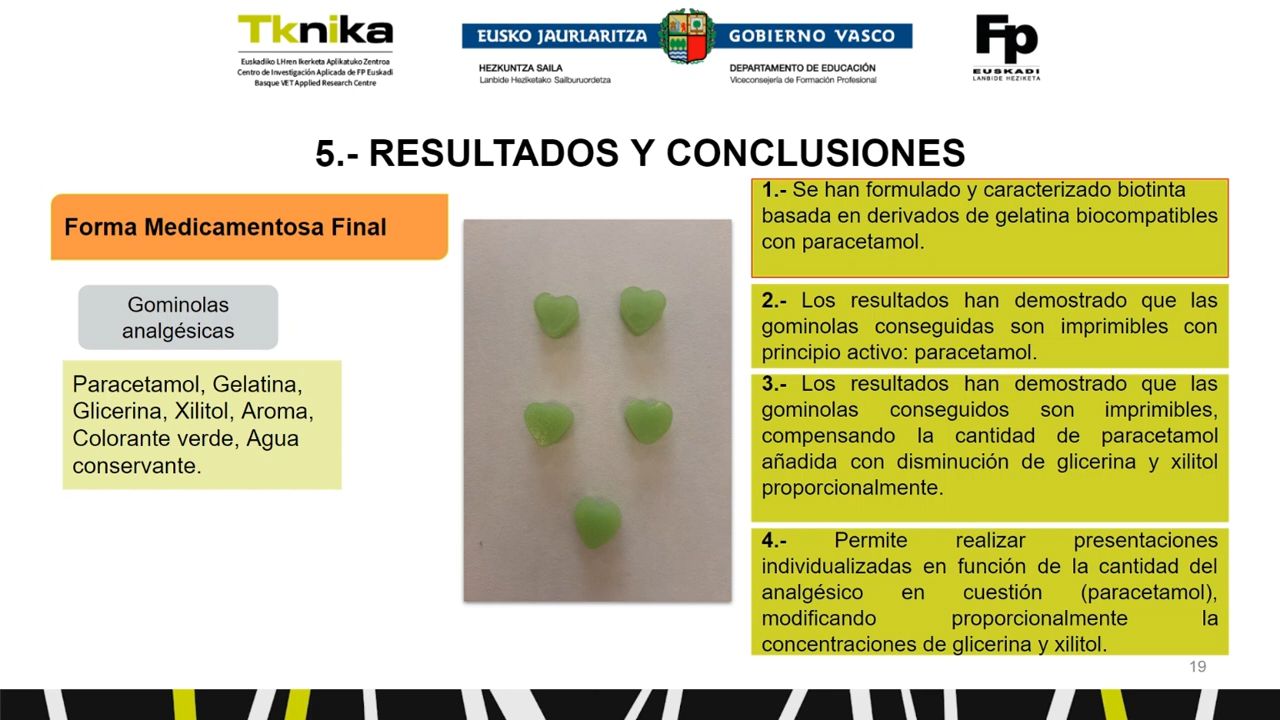 Tknika
Euskadiko LHren Ikerketa Aplikatuko Zentroa
Centro de Investigación Aplicada de FP Euskadi
Basque VET Applied Research Centre
EUSKO JAURLARITZA
GOBIERNO VASCO
HEZKUNTZA SAILA
Lanbide Heziketako Sailburuordetza
DEPARTAMENTO DE EDUCACIÓN
Viceconsejería de Formación Profesional
Fp
EUSKADI
LANBIDE HEZIKETA
5.- RESULTADOS Y CONCLUSIONES
Forma Medicamentosa Final
Gominolas
analgésicas
Paracetamol, Gelatina,
Glicerina, Xilitol, Aroma,
Colorante verde, Agua
conservante.
1.- Se han formulado y caracterizado biotinta
basada en derivados de gelatina biocompatibles
con paracetamol.
2.- Los resultados han demostrado que las
gominolas conseguidas son imprimibles con
principio activo: paracetamol.
3.- Los resultados han demostrado que las
gominolas conseguidos son imprimibles,
compensando la cantidad de paracetamol
añadida con disminución de glicerina y xilitol
proporcionalmente.
4.- Permite realizar presentaciones
individualizadas en función de la cantidad del
analgésico en cuestión (paracetamol),
modificando proporcionalmente la
concentraciones de glicerina y xilitol.
19